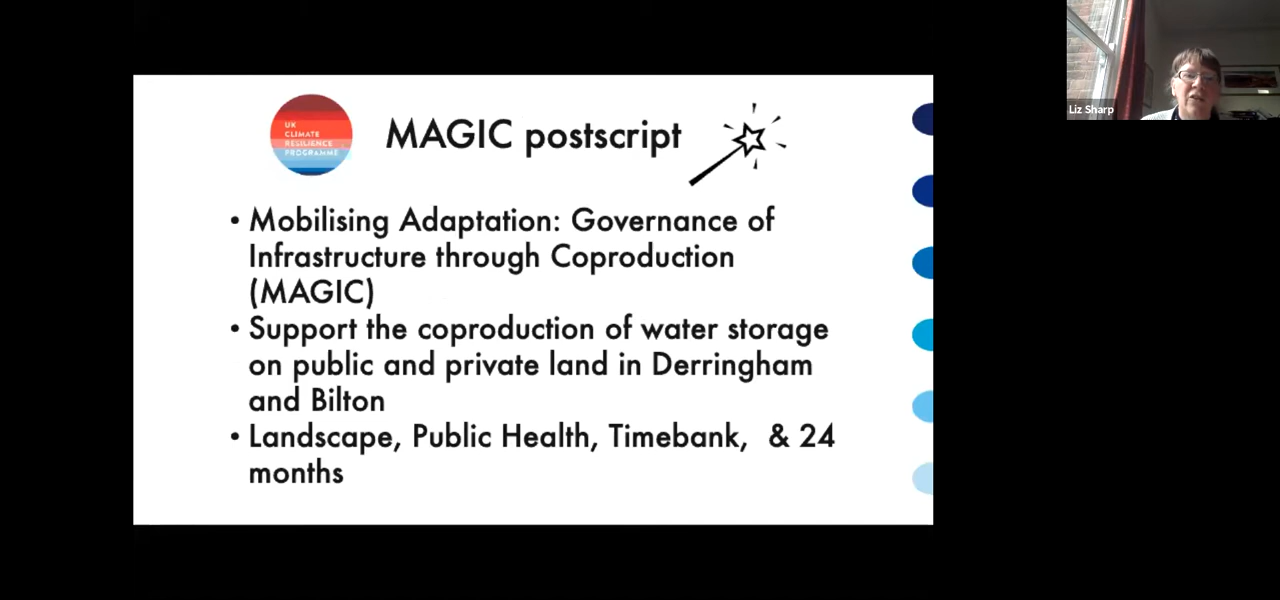 UK
CLIMATE
RESILIENCE
PROGRAMME
MAGIC postscript
Liz Sharp
• Mobilising Adaptation: Governance of
Infrastructure through Coproduction
(MAGIC)
• Support the coproduction of water storage
on public and private land in Derringham
and Bilton
• Landscape, Public Health, Timebank, & 24
months